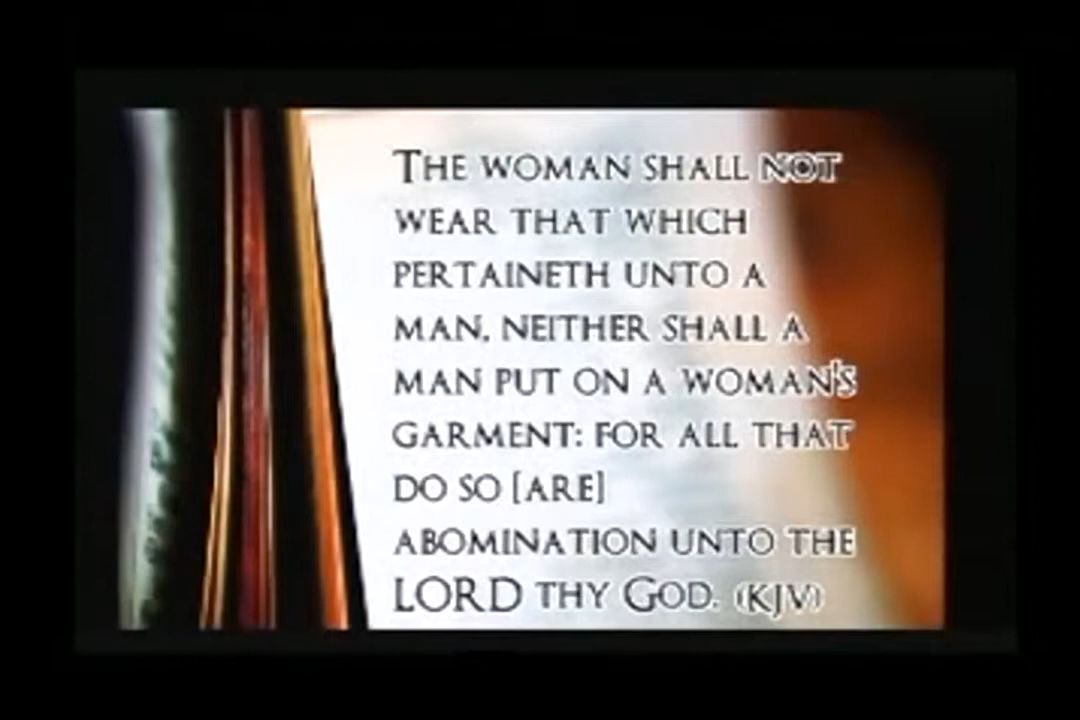 THE WOMAN SHALL NOT
WEAR THAT WHICH
PERTAINETH UNTO A
MAN, NEITHER SHALL A
MAN PUT ON A WOMAN'S
GARMENT: FOR ALL THAT
DO SO [ARE]
ABOMINATION UNTO THE
LORD THY GOD. (KJV)